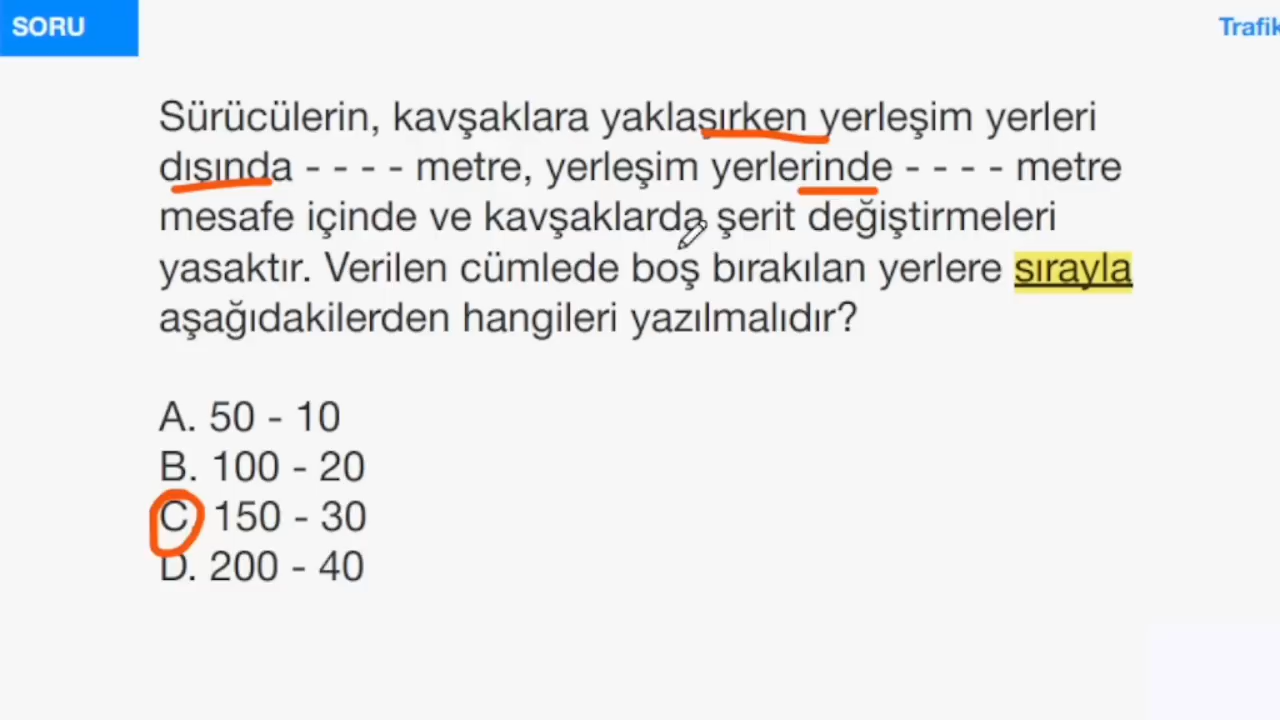 SORU
Trafik
Sürücülerin, kavşaklara yaklaşırken yerleşim yerleri
dışında - - - - metre, yerleşim yerlerinde - - - - metre
mesafe içinde ve kavşaklarda şerit değiştirmeleri
yasaktır. Verilen cümlede boş bırakılan yerlere sırayla
aşağıdakilerden hangileri yazılmalıdır?
A. 50 - 10
B. 100 - 20
C. 150 - 30
D. 200 - 40